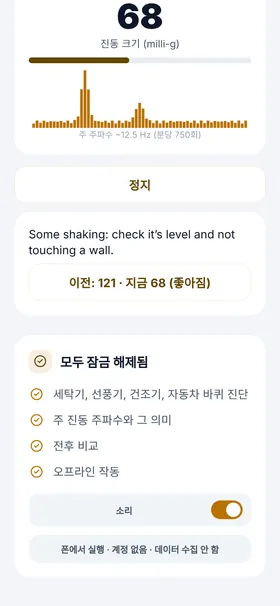 68
진동 크기 (milli-g)
주 주파수 ~12.5 Hz (분당 750회)
정지
Some shaking: check it's level and not
touching a wall.
이전: 121 · 지금 68 (좋아짐)
모두 잠금 해제됨
세탁기, 선풍기, 건조기, 자동차 바퀴 진단
주 진동 주파수와 그 의미
전후 비교
오프라인 작동
소리
폰에서 실행 · 계정 없음 · 데이터 수집 안 함